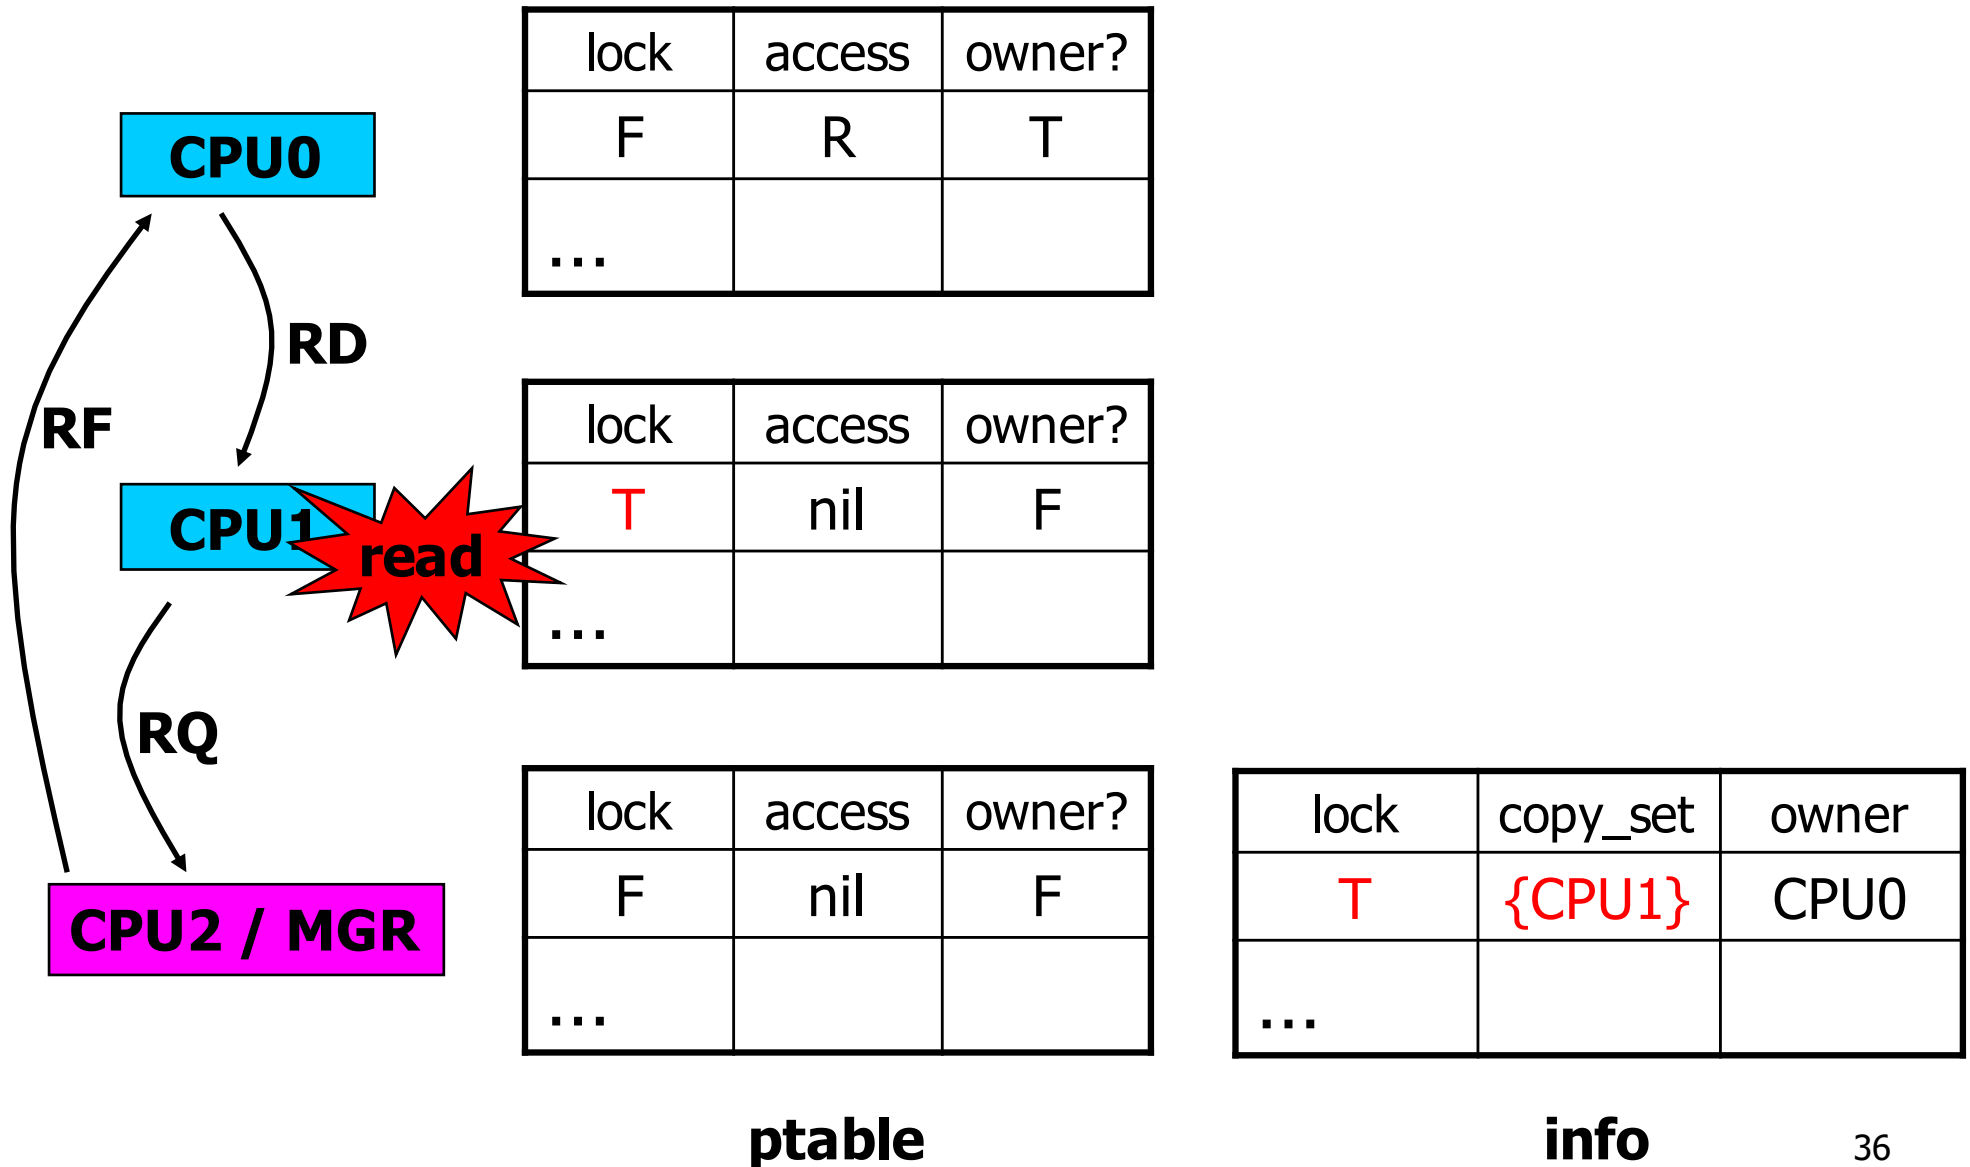 lock access owner?
F R T
...
CPU0
RD
RF
lock access owner?
T nil F
...
CPU1
read
RQ
lock access owner?
F nil F
...
CPU2 / MGR
lock copy_set owner
T {CPU1} CPU0
...
ptable
info
36